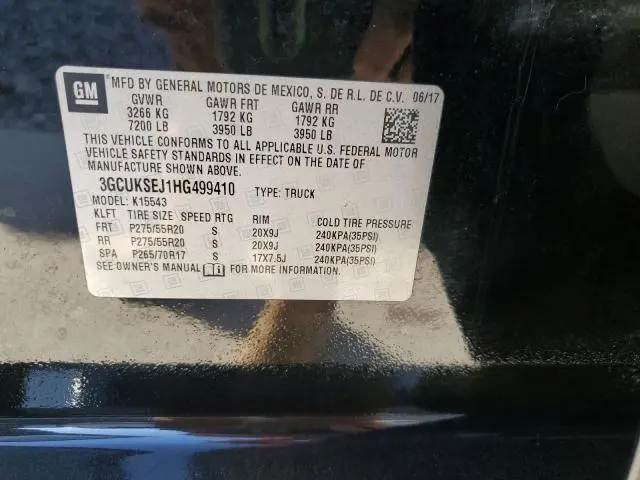 GM MFD BY GENERAL MOTORS DE MEXICO, S. DE R.L. DE C.V. 06/17
GVWR GAWR FRT GAWR RR
3266 KG 1792 KG 1792 KG
7200 LB 3950 LB 3950 LB
THIS VEHICLE CONFORMS TO ALL APPLICABLE U.S. FEDERAL MOTOR
VEHICLE SAFETY STANDARDS IN EFFECT ON THE DATE OF MANUFACTURE
SHOWN ABOVE.
3GCUKSEJ1HG499410 TYPE: TRUCK
MODEL: K15543
KLFT TIRE SIZE SPEED RTG RIM COLD TIRE PRESSURE
FRT P275/55R20 S 20X9J 240KPA(35PSI)
RR P275/55R20 S 20X9J 240KPA(35PSI)
SPA P265/70R17 S 17X7.5J 240KPA(35PSI)
SEE OWNER'S MANUAL FOR MORE INFORMATION.